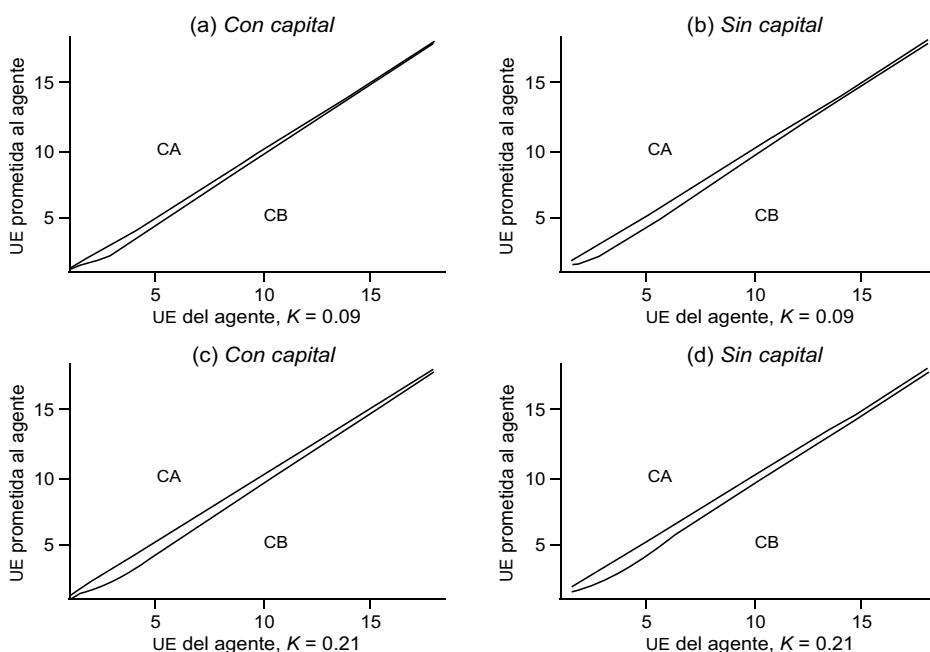 (a) Con capital
UE prometida al agente
15
10
5
CA
CB
5 10 15
UE del agente, K = 0.09
(b) Sin capital
UE prometida al agente
15
10
5
CA
CB
5 10 15
UE del agente, K = 0.09
(c) Con capital
UE prometida al agente
15
10
5
CA
CB
5 10 15
UE del agente, K = 0.21
(d) Sin capital
UE prometida al agente
15
10
5
CA
CB
5 10 15
UE del agente, K = 0.21